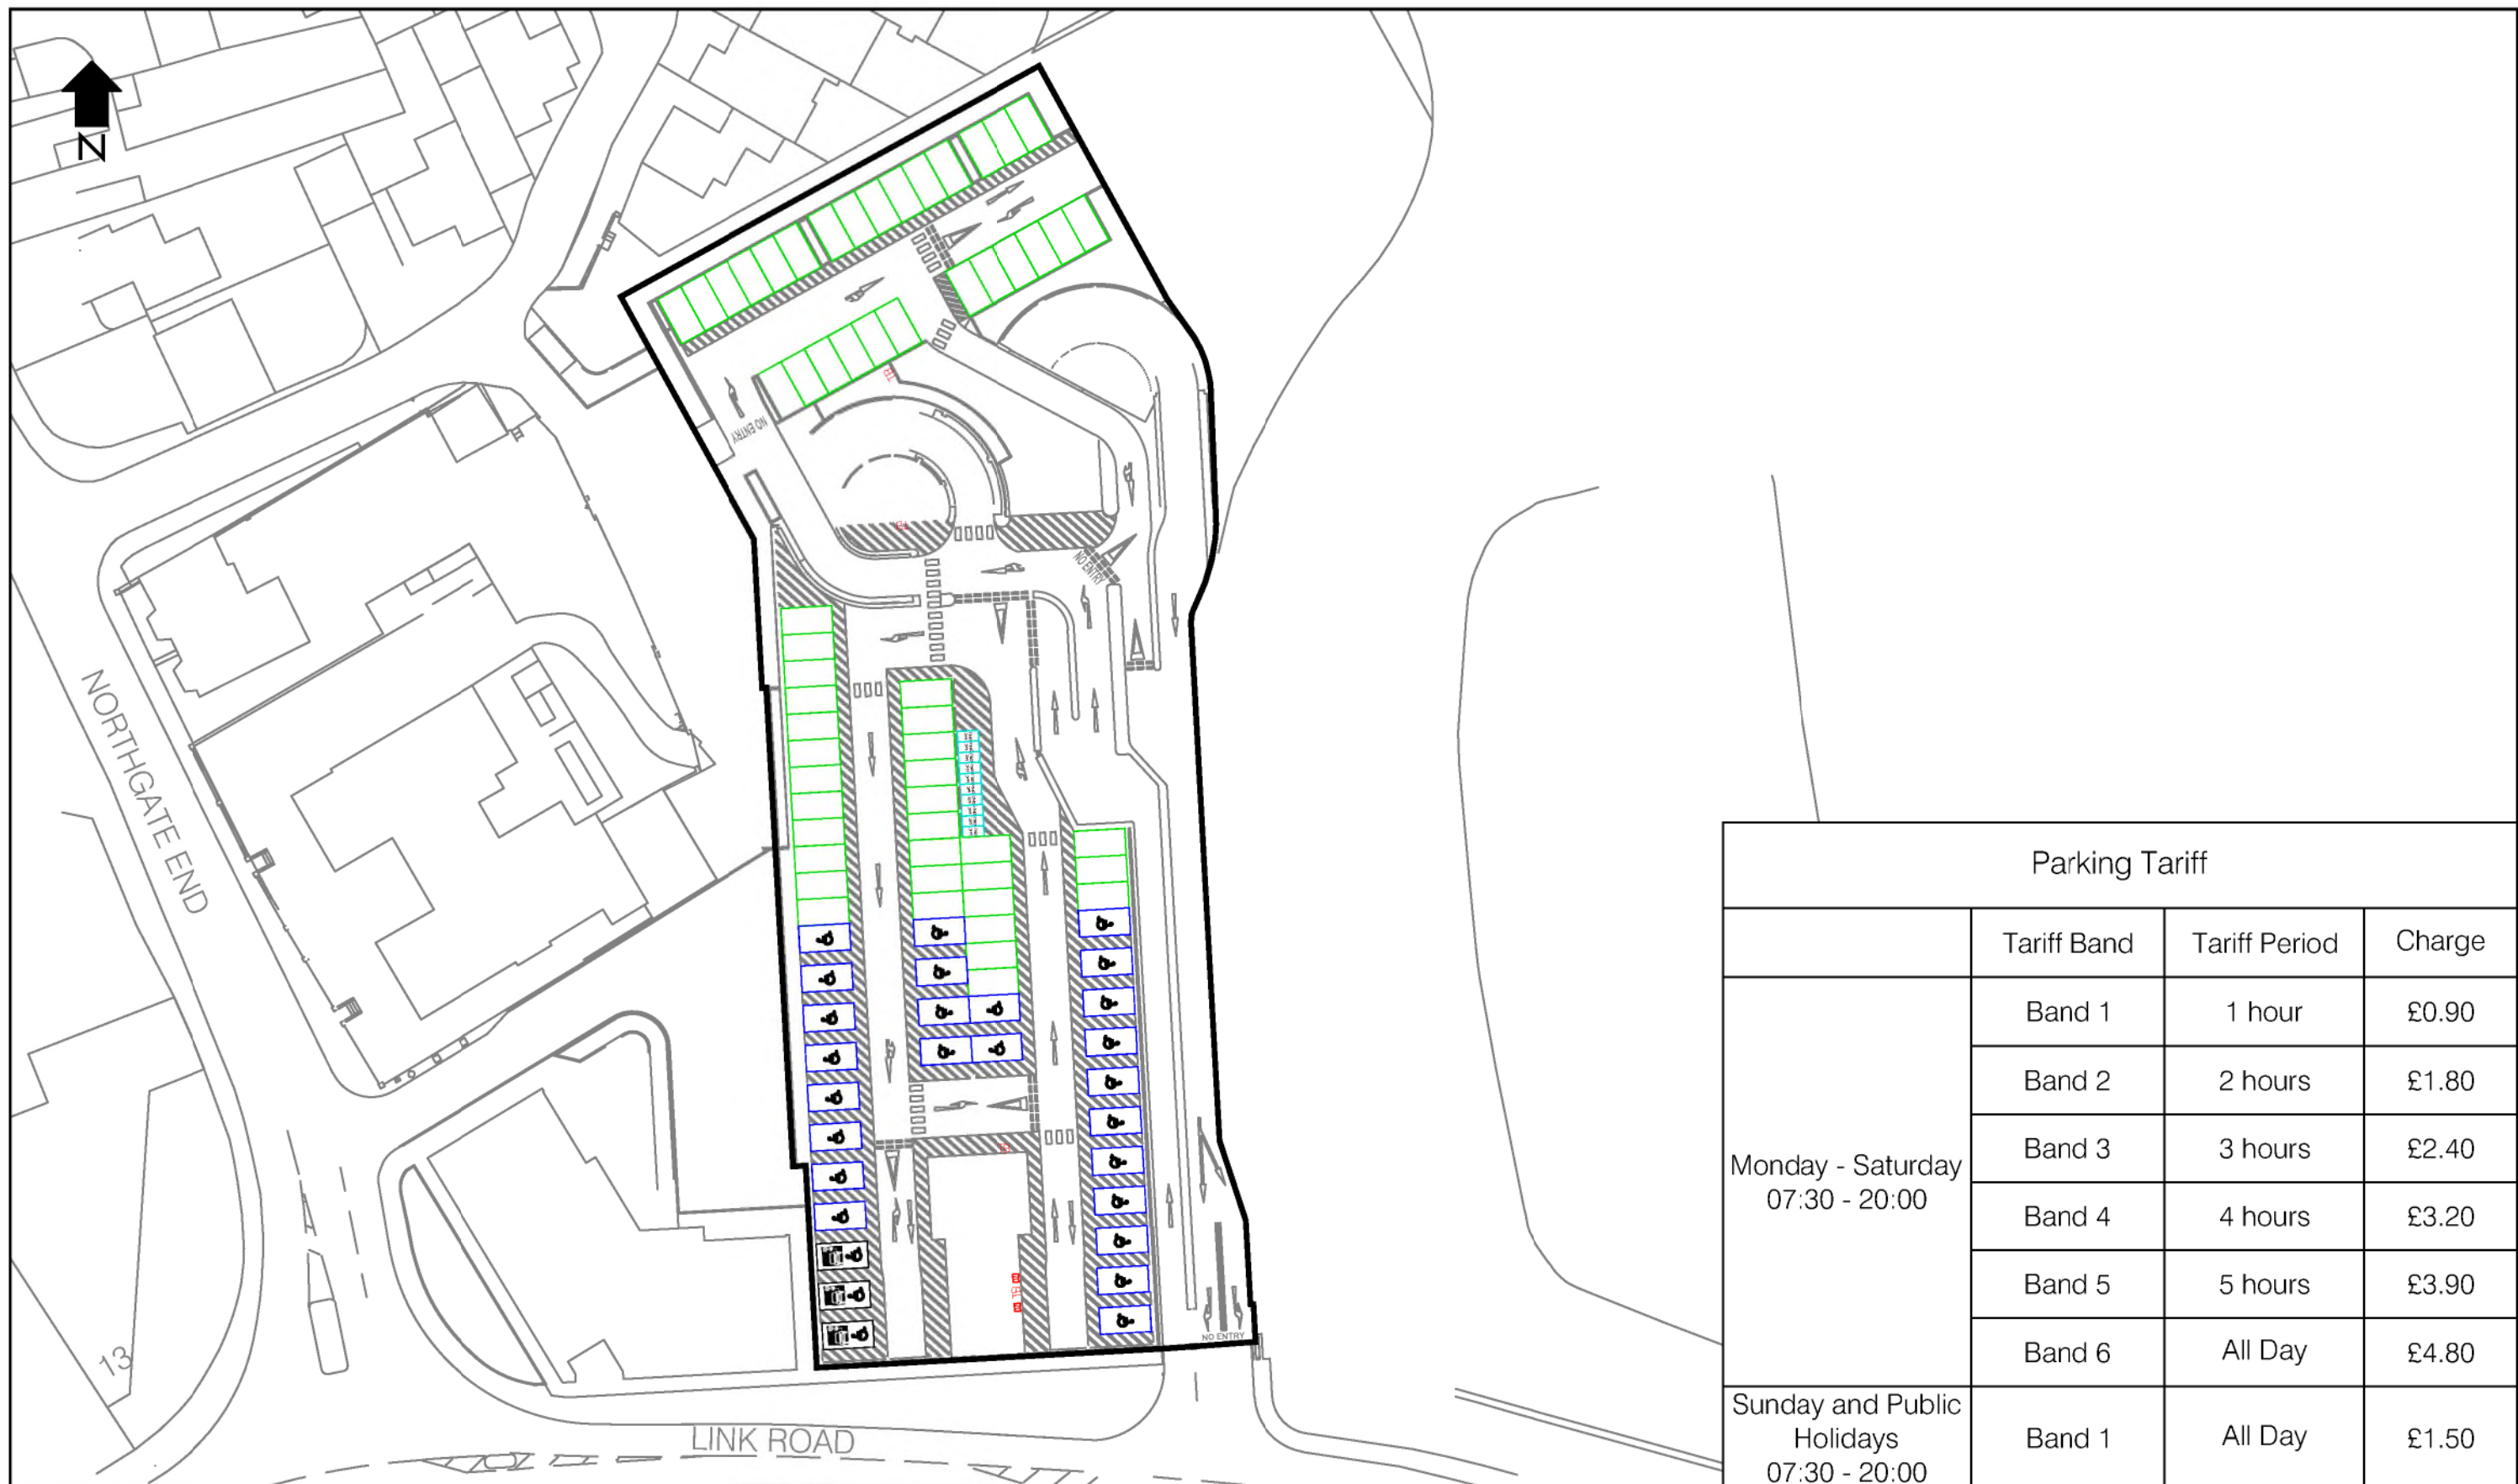 N
NO ENTRY
NO ENTRY
NORTHGATE END
NO ENTRY
13
LINK ROAD
Parking Tariff
Tariff Band Tariff Period Charge
Monday - Saturday
07:30 - 20:00
Band 1 1 hour £0.90
Band 2 2 hours £1.80
Band 3 3 hours £2.40
Band 4 4 hours £3.20
Band 5 5 hours £3.90
Band 6 All Day £4.80
Sunday and Public
Holidays
07:30 - 20:00
Band 1 All Day £1.50